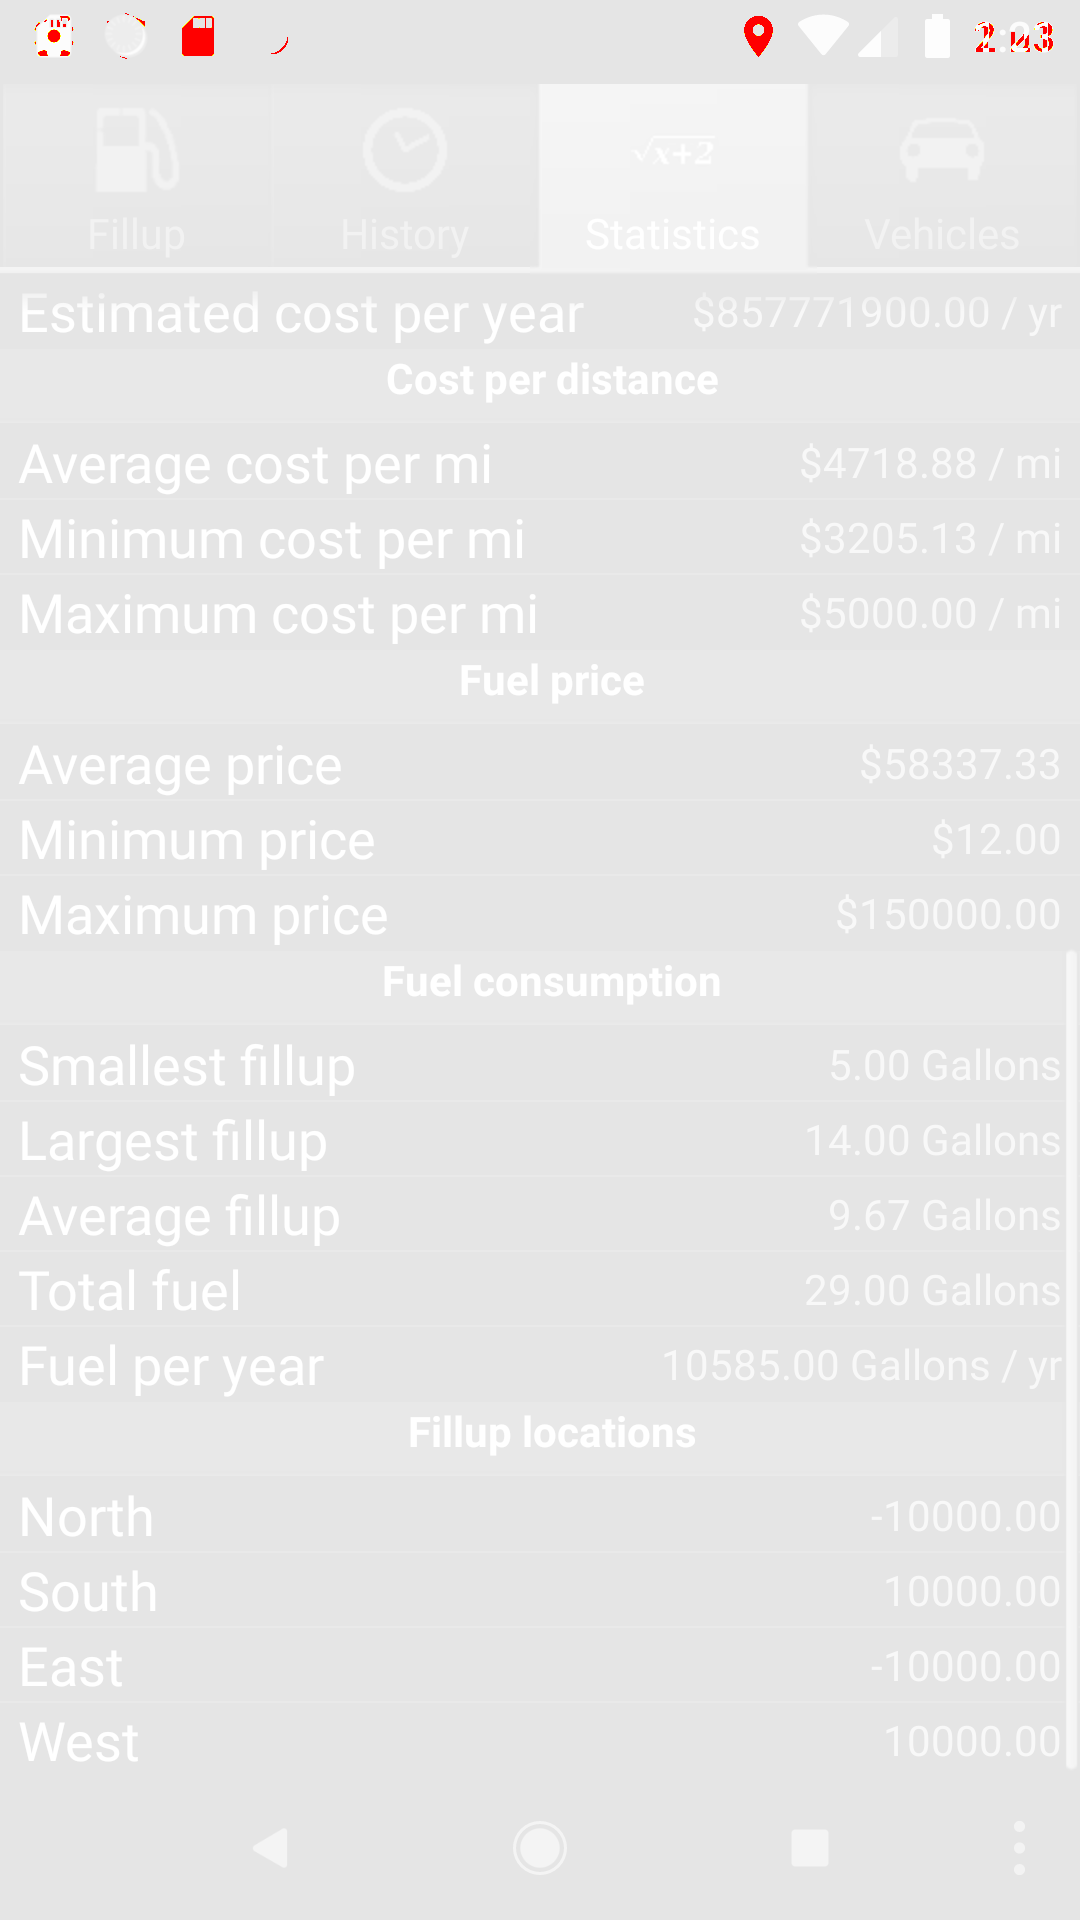 √x+2
Fillup History Statistics Vehicles
Estimated cost per year $857771900.00 / yr
Cost per distance
Average cost per mi $4718.88 / mi
Minimum cost per mi $3205.13 / mi
Maximum cost per mi $5000.00 / mi
Fuel price
Average price $58337.33
Minimum price $12.00
Maximum price $150000.00
Fuel consumption
Smallest fillup 5.00 Gallons
Largest fillup 14.00 Gallons
Average fillup 9.67 Gallons
Total fuel 29.00 Gallons
Fuel per year 10585.00 Gallons / yr
Fillup locations
North -10000.00
South 10000.00
East -10000.00
West 10000.00